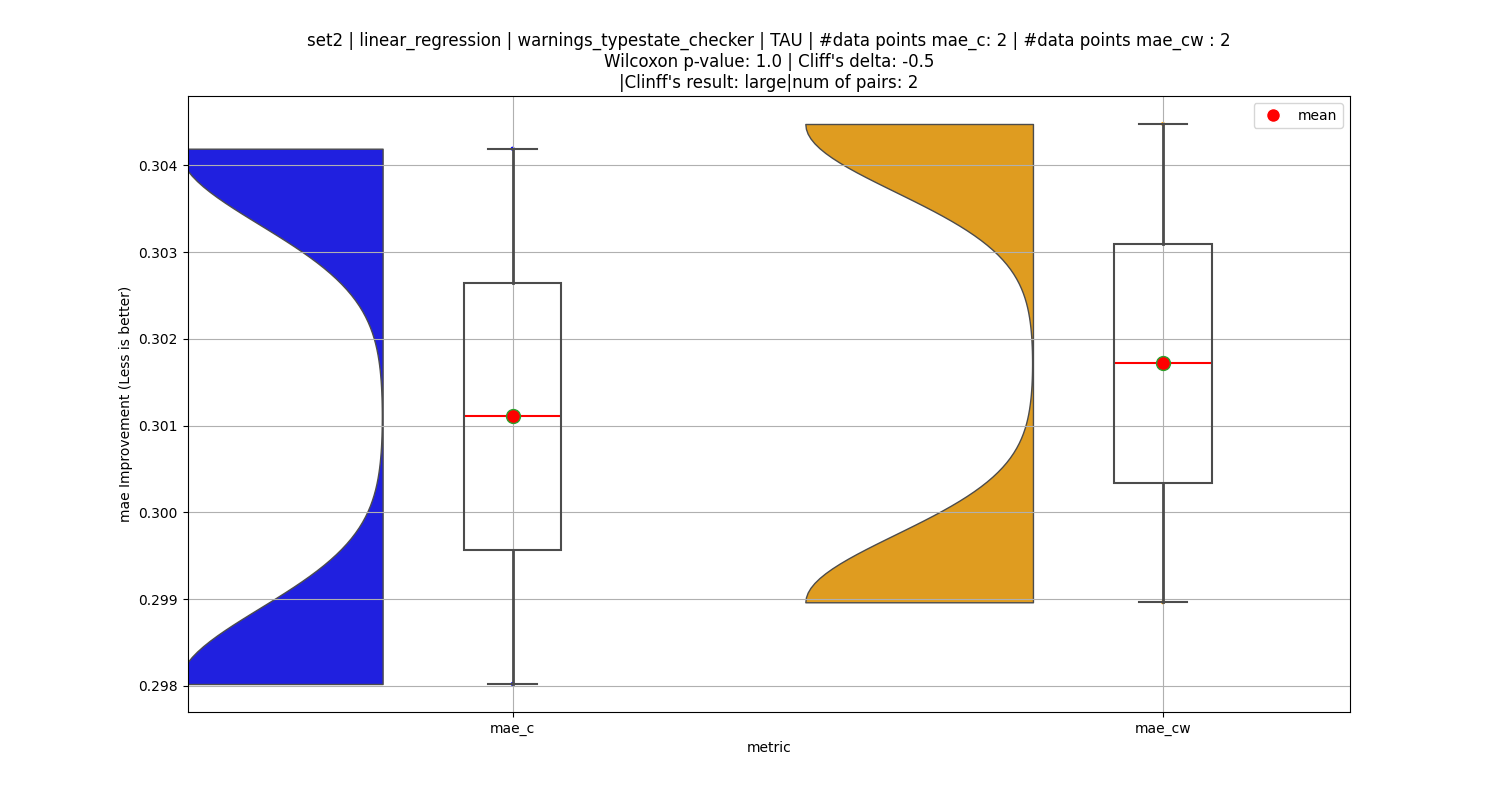 set2 | linear_regression | warnings_typestate_checker | TAU | #data points mae_c: 2 | #data points mae_cw : 2
Wilcoxon p-value: 1.0 | Cliff's delta: -0.5
|Clinff's result: large|num of pairs: 2
mean
0.304
0.303
0.302
0.301
0.300
0.299
0.298
mae Improvement (Less is better)
mae_c
mae_cw
metric